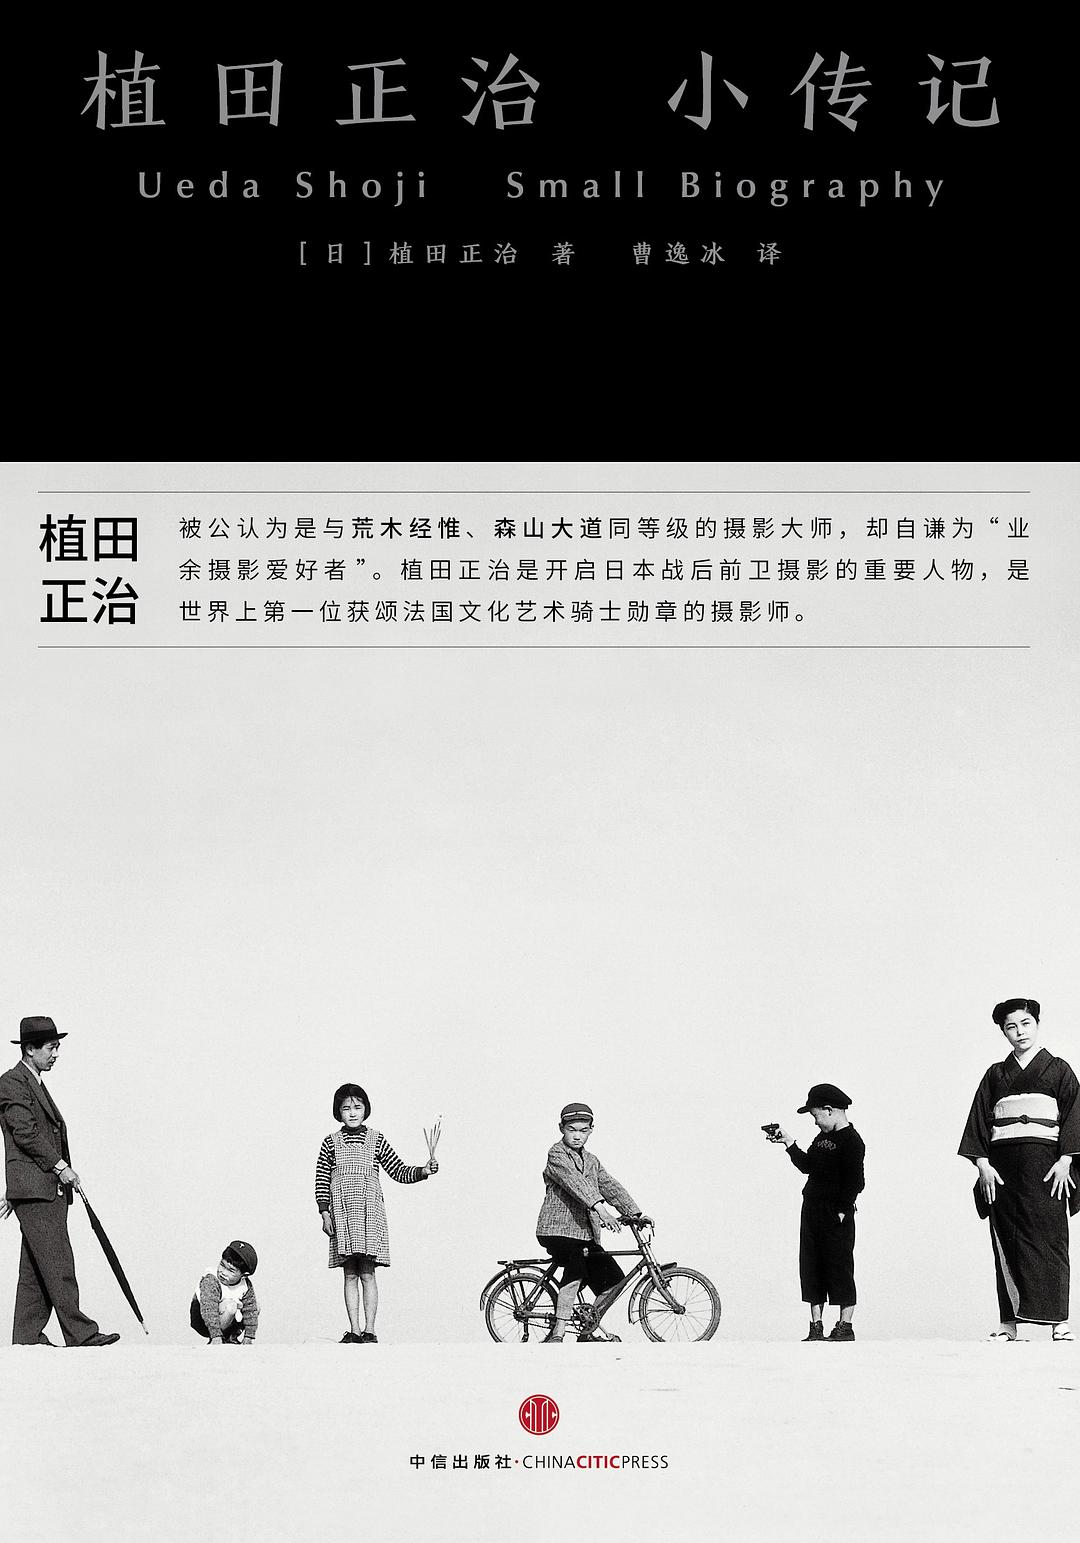 植田正治 小传记
Ueda Shoji Small Biography
[日]植田正治 著 曹逸冰 译
植田
正治
被公认为是与荒木经惟、森山大道同等级的摄影大师，却自谦为“业
余摄影爱好者”。植田正治是开启日本战后前卫摄影的重要人物，是
世界上第一位获颁法国文化艺术骑士勋章的摄影师。
中信出版社·CHINACITICPRESS